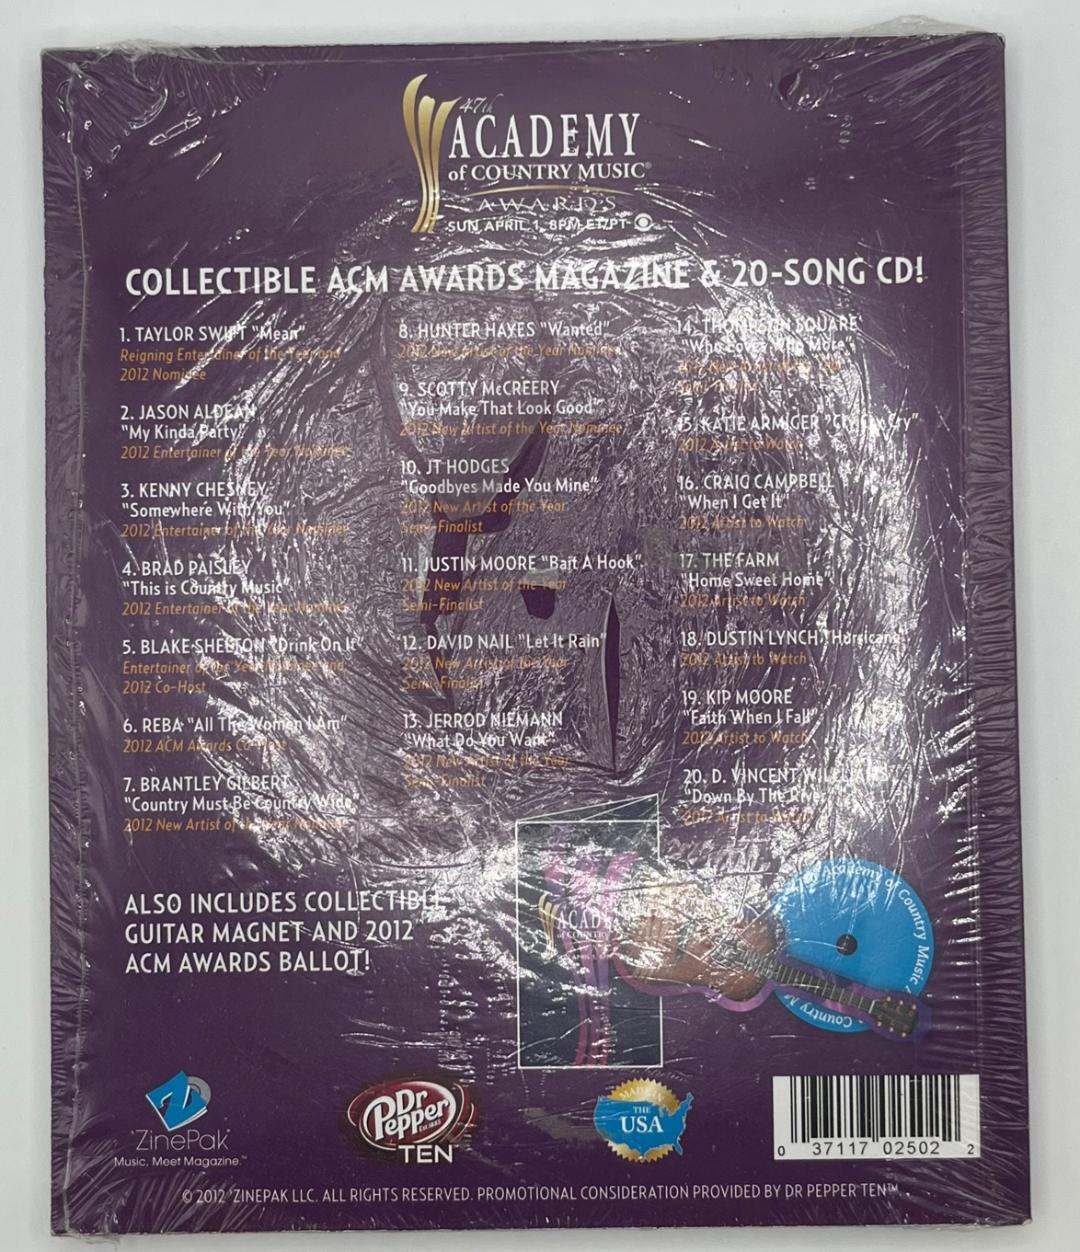 47th
ACADEMY
of COUNTRY MUSIC®
AWARDS
SUN. APRIL 1, 8PM ET/PT
COLLECTIBLE ACM AWARDS MAGAZINE & 20-SONG CD!
1. TAYLOR SWIFT "Mean"
Reigning Entertainer of the Year and
2012 Nominee
2. JASON ALDEAN
"My Kinda Party"
2012 Entertainer of the Year Nominee
3. KENNY CHESNEY
"Somewhere With You"
2012 Entertainer of the Year Nominee
4. BRAD PAISLEY
"This is Country Music"
2012 Entertainer of the Year Nominee
5. BLAKE SHELTON "Drink On It"
Entertainer of the Year Nominee and
2012 Co-Host
6. REBA "All The Women I Am"
2012 ACM Awards Co-Host
7. BRANTLEY GILBERT
"Country Must Be Country Wide"
2012 New Artist of the Year Nominee
8. HUNTER HAYES "Wanted"
2012 New Artist of the Year Nominee
9. SCOTTY McCREERY
"You Make That Look Good"
2012 New Artist of the Year Nominee
10. JT HODGES
"Goodbyes Made You Mine"
2012 New Artist of the Year
Semi-Finalist
11. JUSTIN MOORE "Bait A Hook"
2012 New Artist of the Year
Semi-Finalist
12. DAVID NAIL "Let It Rain"
2012 New Artist of the Year
Semi-Finalist
13. JERROD NIEMANN
"What Do You Want"
2012 New Artist of the Year
Semi-Finalist
14. THOMPSON SQUARE
"Who Loves Who More"
15. KATIE ARMIGER
2012 Artist to Watch
16. CRAIG CAMPBELL
"When I Get It"
2012 Artist to Watch
17. THE FARM
"Home Sweet Home"
2012 Artist to Watch
18. DUSTIN LYNCH "Hurricane"
2012 Artist to Watch
19. KIP MOORE
"Faith When I Fall"
2012 Artist to Watch
20. D. VINCENT WILLIAMS
"Down By The River"
2012 Artist to Watch
ALSO INCLUDES COLLECTIBLE
GUITAR MAGNET AND 2012
ACM AWARDS BALLOT!
Academy of Country Music
ZinePak
Music, Meet Magazine.™
Dr Pepper
TEN
MADE IN
THE
USA
0 37117 02502 2
© 2012 ZINEPAK LLC. ALL RIGHTS RESERVED. PROMOTIONAL CONSIDERATION PROVIDED BY DR PEPPER TEN™.